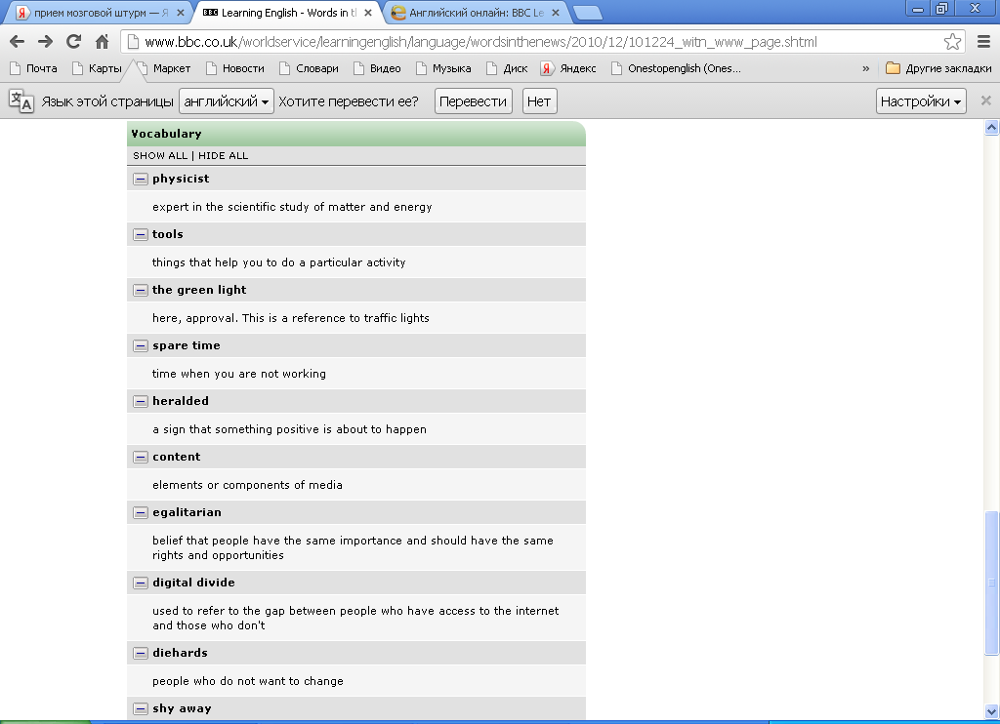 прием мозговой штурм — Я
BBC Learning English - Words in t
Английский онлайн: BBC Le
www.bbc.co.uk/worldservice/learningenglish/language/wordsinthenews/2010/12/101224_witn_www_page.shtml
Почта Карты Маркет Новости Словари Видео Музыка Диск Яндекс Onestopenglish (Ones... » Другие закладки
Язык этой страницы английский Хотите перевести ее? Перевести Нет Настройки
Vocabulary
SHOW ALL | HIDE ALL
physicist
expert in the scientific study of matter and energy
tools
things that help you to do a particular activity
the green light
here, approval. This is a reference to traffic lights
spare time
time when you are not working
heralded
a sign that something positive is about to happen
content
elements or components of media
egalitarian
belief that people have the same importance and should have the same
rights and opportunities
digital divide
used to refer to the gap between people who have access to the internet
and those who don't
diehards
people who do not want to change
shy away